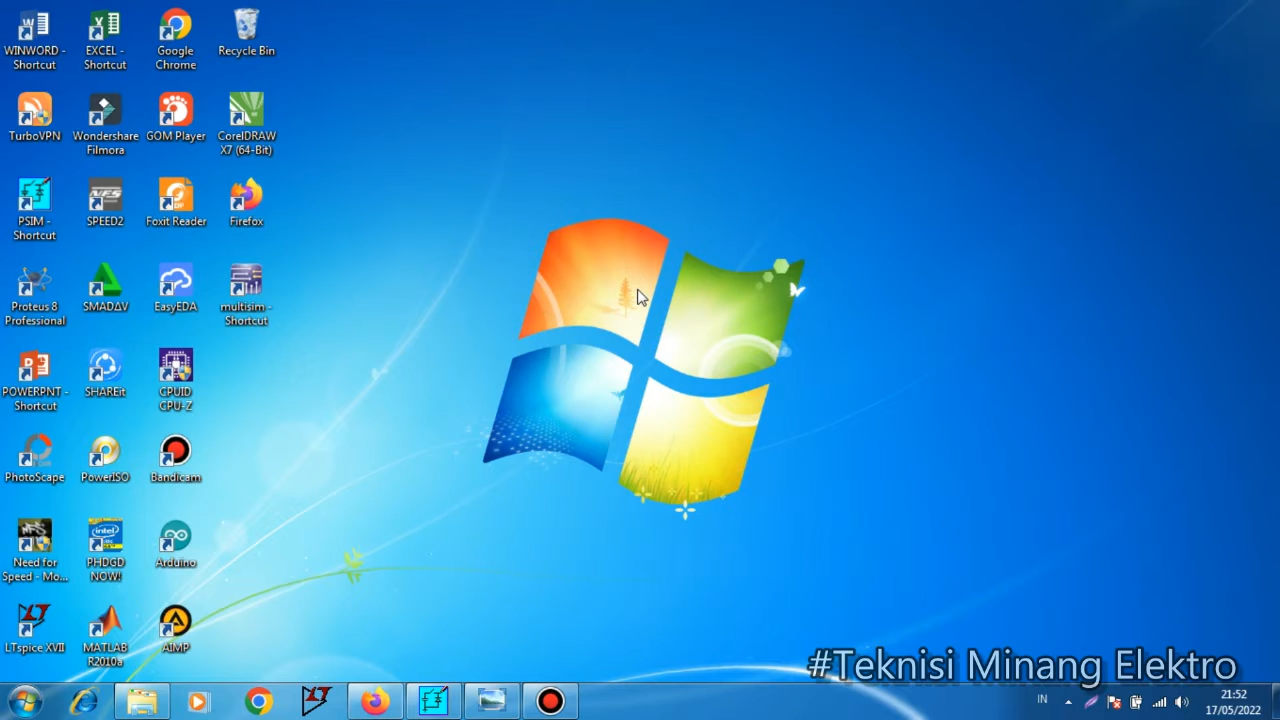 WINWORD -
Shortcut
EXCEL -
Shortcut
Google
Chrome
Recycle Bin
TurboVPN
Wondershare
Filmora
GOM Player
CorelDRAW
X7 (64-Bit)
PSIM -
Shortcut
SPEED2
Foxit Reader
Firefox
Proteus 8
Professional
SMADΔV
EasyEDA
multisim -
Shortcut
POWERPNT -
Shortcut
SHAREit
CPUID
CPU-Z
PhotoScape
PowerISO
Bandicam
Need for
Speed - Mo...
PHDGD
NOW!
Arduino
LTspice XVII
MATLAB
R2010a
AIMP
#Teknisi Minang Elektro
IN
21:52
17/05/2022